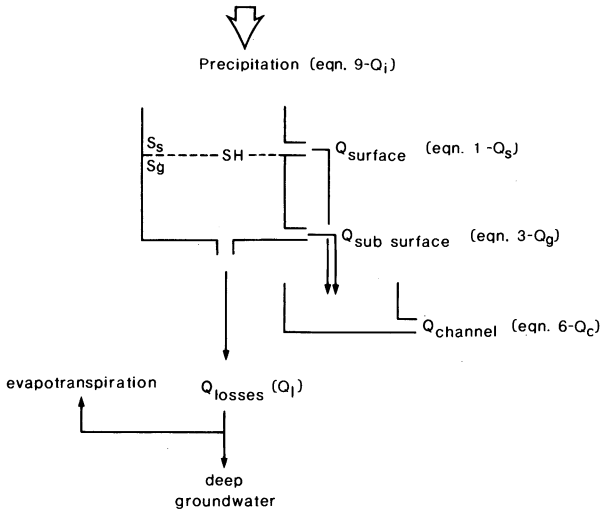 Precipitation (eqn. 9-Qi)
Ss
SH
Sg
Qsurface (eqn. 1-Qs)
Qsub surface (eqn. 3-Qg)
Qchannel (eqn. 6-Qc)
evapotranspiration
Qlosses (Ql)
deep
groundwater